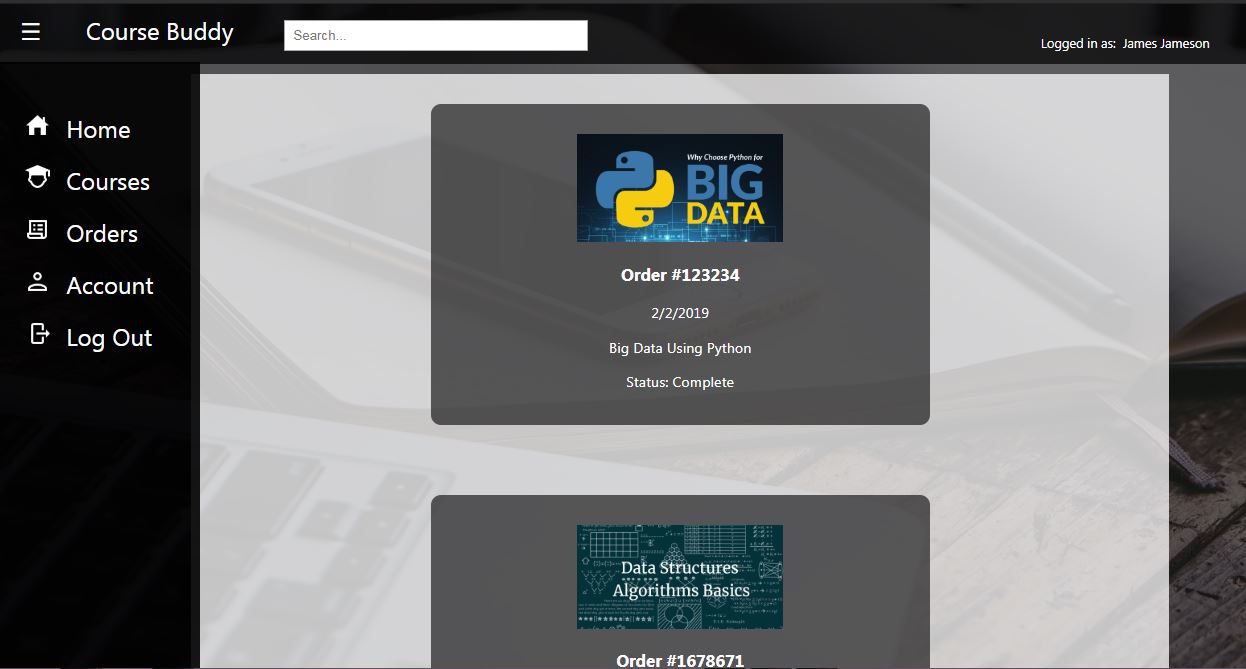 Course Buddy
Search...
Logged in as: James Jameson
Home
Courses
Orders
Account
Log Out
Why Choose Python for
BIG
DATA
Order #123234
2/2/2019
Big Data Using Python
Status: Complete
Data Structures
Algorithms Basics
Order #1678671